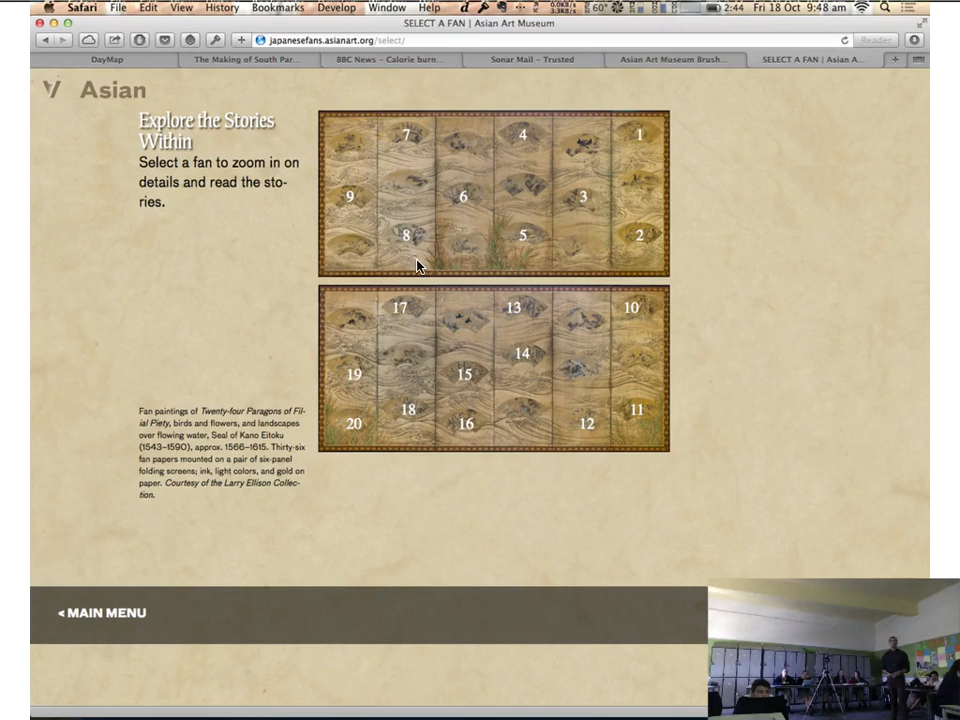 Safari File Edit View History Bookmarks Develop Window Help
0.0KB/s
3.3KB/s
60°
2:44 Fri 18 Oct 9:48 am
SELECT A FAN | Asian Art Museum
japanesefans.asianart.org/select/
Reader
DayMap
The Making of South Par...
BBC News – Calorie burn...
Sonar Mail – Trusted
Asian Art Museum Brush...
SELECT A FAN | Asian A...
Asian
Explore the Stories
Within
Select a fan to zoom in on
details and read the sto-
ries.
7 4 1
9 6 3
8 5 2
17 13 10
14
19 15
18 11
20 16 12
Fan paintings of Twenty-four Paragons of Fil-
ial Piety, birds and flowers, and landscapes
over flowing water, Seal of Kano Eitoku
(1543–1590), approx. 1566–1615. Thirty-six
fan papers mounted on a pair of six-panel
folding screens; ink, light colors, and gold on
paper. Courtesy of the Larry Ellison Collec-
tion.
< MAIN MENU